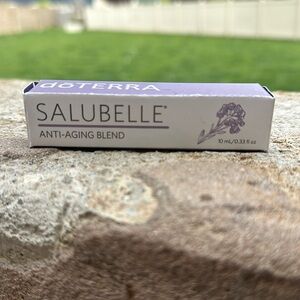 dōTERRA
SALUBELLE®
ANTI-AGING BLEND
10 mL/0.33 fl oz